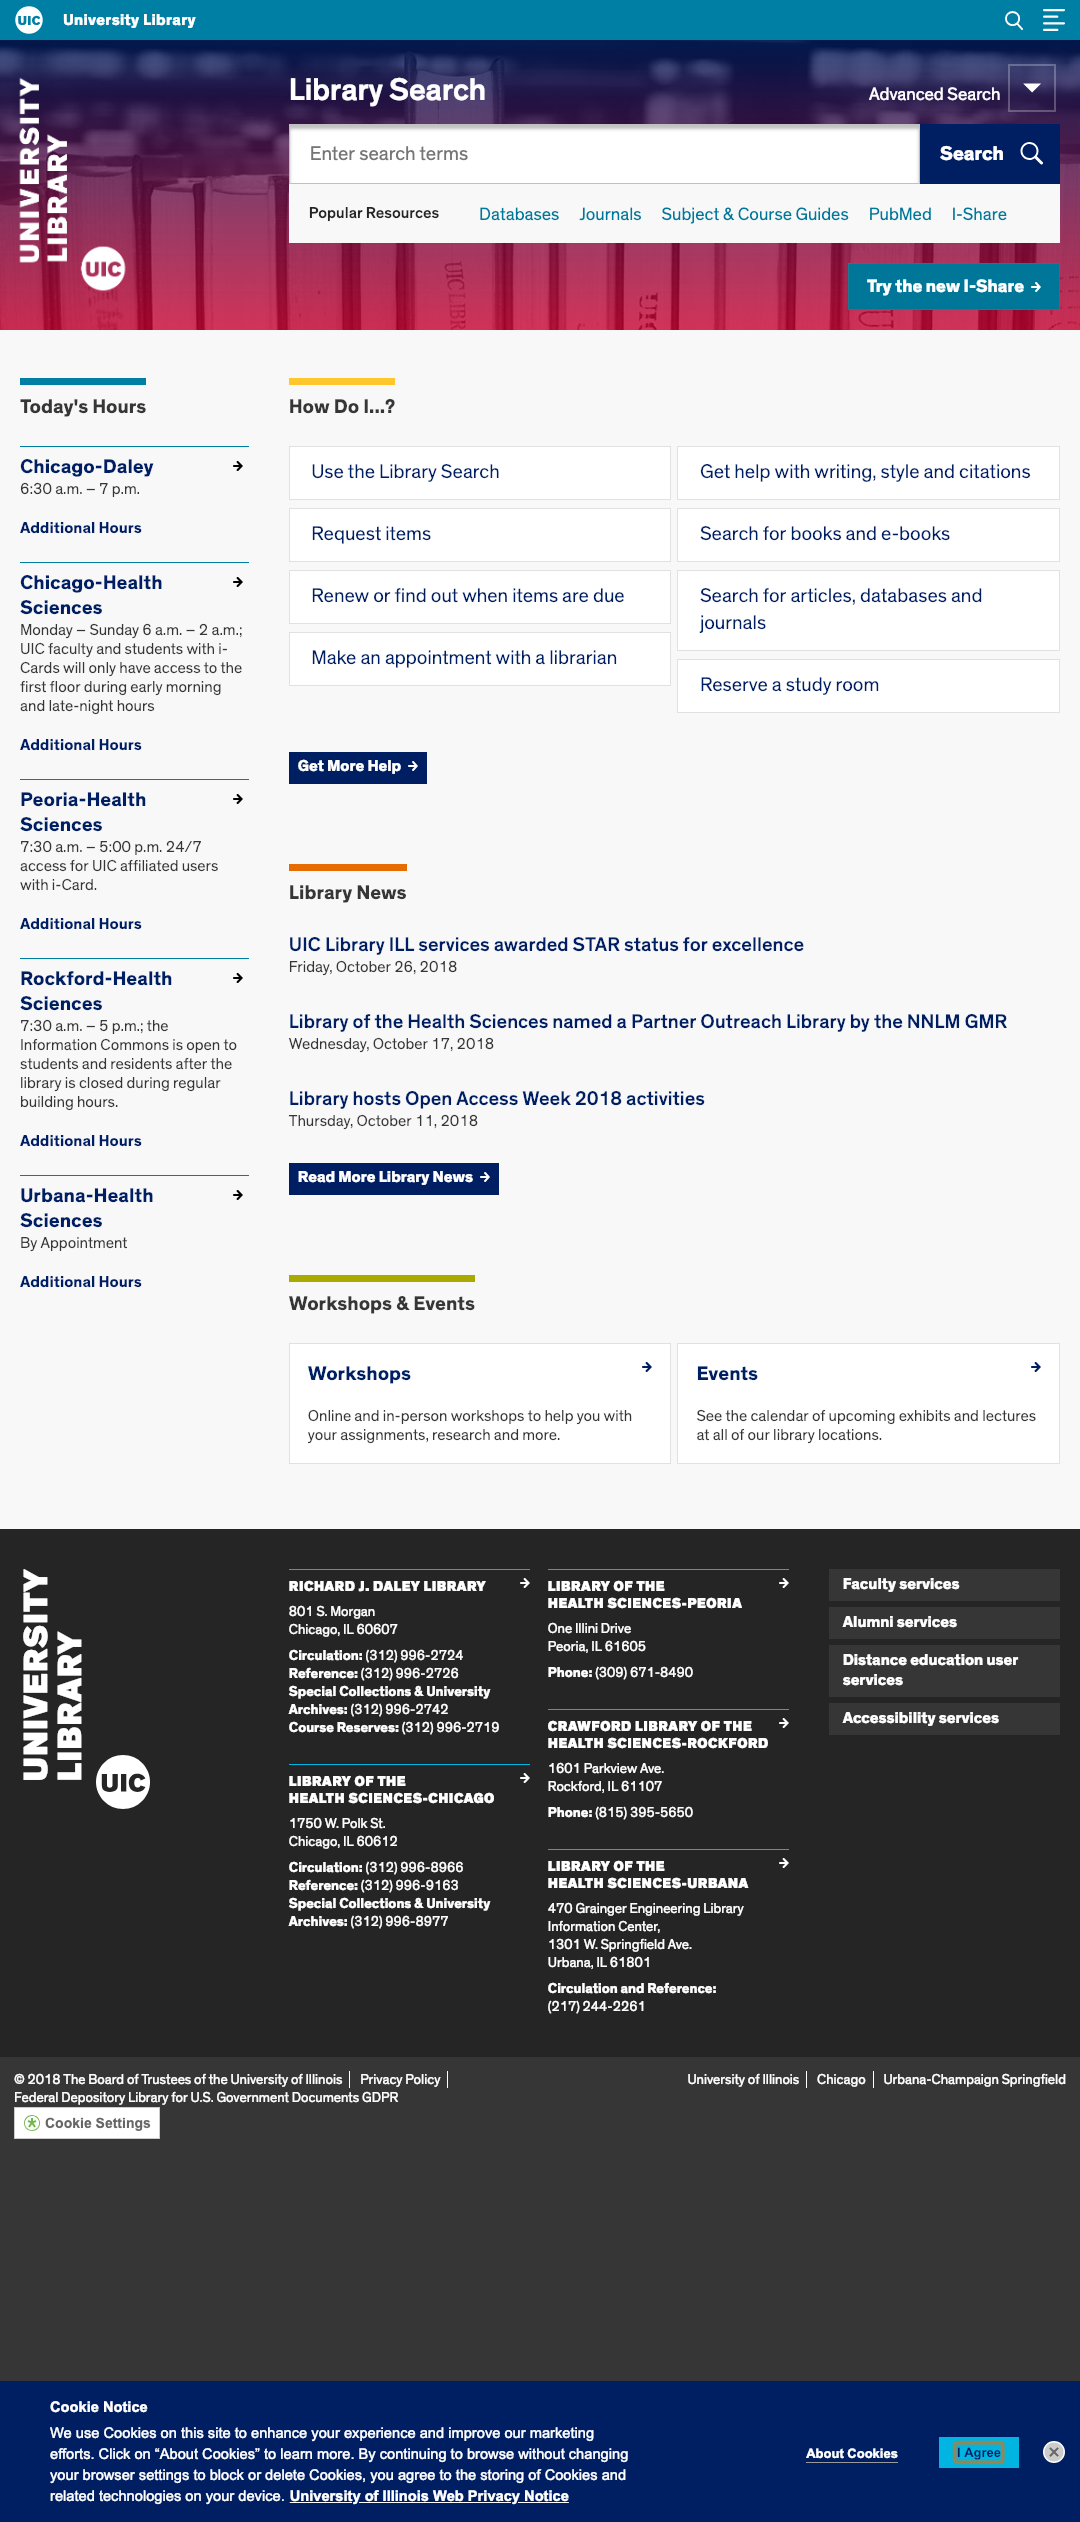 UIC University Library
UNIVERSITY
LIBRARY
UIC
Library Search
Advanced Search
Enter search terms
Search
Popular Resources Databases Journals Subject & Course Guides PubMed I-Share
UIC LIBR
Try the new I-Share
Today's Hours
Chicago-Daley
6:30 a.m. – 7 p.m.
Additional Hours
Chicago-Health
Sciences
Monday – Sunday 6 a.m. – 2 a.m.;
UIC faculty and students with i-
Cards will only have access to the
first floor during early morning
and late-night hours
Additional Hours
Peoria-Health
Sciences
7:30 a.m. – 5:00 p.m. 24/7
access for UIC affiliated users
with i-Card.
Additional Hours
Rockford-Health
Sciences
7:30 a.m. – 5 p.m.; the
Information Commons is open to
students and residents after the
library is closed during regular
building hours.
Additional Hours
Urbana-Health
Sciences
By Appointment
Additional Hours
How Do I...?
Use the Library Search
Request items
Renew or find out when items are due
Make an appointment with a librarian
Get help with writing, style and citations
Search for books and e-books
Search for articles, databases and
journals
Reserve a study room
Get More Help
Library News
UIC Library ILL services awarded STAR status for excellence
Friday, October 26, 2018
Library of the Health Sciences named a Partner Outreach Library by the NNLM GMR
Wednesday, October 17, 2018
Library hosts Open Access Week 2018 activities
Thursday, October 11, 2018
Read More Library News
Workshops & Events
Workshops
Online and in-person workshops to help you with
your assignments, research and more.
Events
See the calendar of upcoming exhibits and lectures
at all of our library locations.
UNIVERSITY
LIBRARY
UIC
RICHARD J. DALEY LIBRARY
801 S. Morgan
Chicago, IL 60607
Circulation: (312) 996-2724
Reference: (312) 996-2726
Special Collections & University
Archives: (312) 996-2742
Course Reserves: (312) 996-2719
LIBRARY OF THE
HEALTH SCIENCES-CHICAGO
1750 W. Polk St.
Chicago, IL 60612
Circulation: (312) 996-8966
Reference: (312) 996-9163
Special Collections & University
Archives: (312) 996-8977
LIBRARY OF THE
HEALTH SCIENCES-PEORIA
One Illini Drive
Peoria, IL 61605
Phone: (309) 671-8490
CRAWFORD LIBRARY OF THE
HEALTH SCIENCES-ROCKFORD
1601 Parkview Ave.
Rockford, IL 61107
Phone: (815) 395-5650
LIBRARY OF THE
HEALTH SCIENCES-URBANA
470 Grainger Engineering Library
Information Center,
1301 W. Springfield Ave.
Urbana, IL 61801
Circulation and Reference:
(217) 244-2261
Faculty services
Alumni services
Distance education user
services
Accessibility services
© 2018 The Board of Trustees of the University of Illinois Privacy Policy
Federal Depository Library for U.S. Government Documents GDPR
Cookie Settings
University of Illinois Chicago Urbana-Champaign Springfield
Cookie Notice
We use Cookies on this site to enhance your experience and improve our marketing
efforts. Click on “About Cookies” to learn more. By continuing to browse without changing
your browser settings to block or delete Cookies, you agree to the storing of Cookies and
related technologies on your device. University of Illinois Web Privacy Notice
About Cookies
I Agree